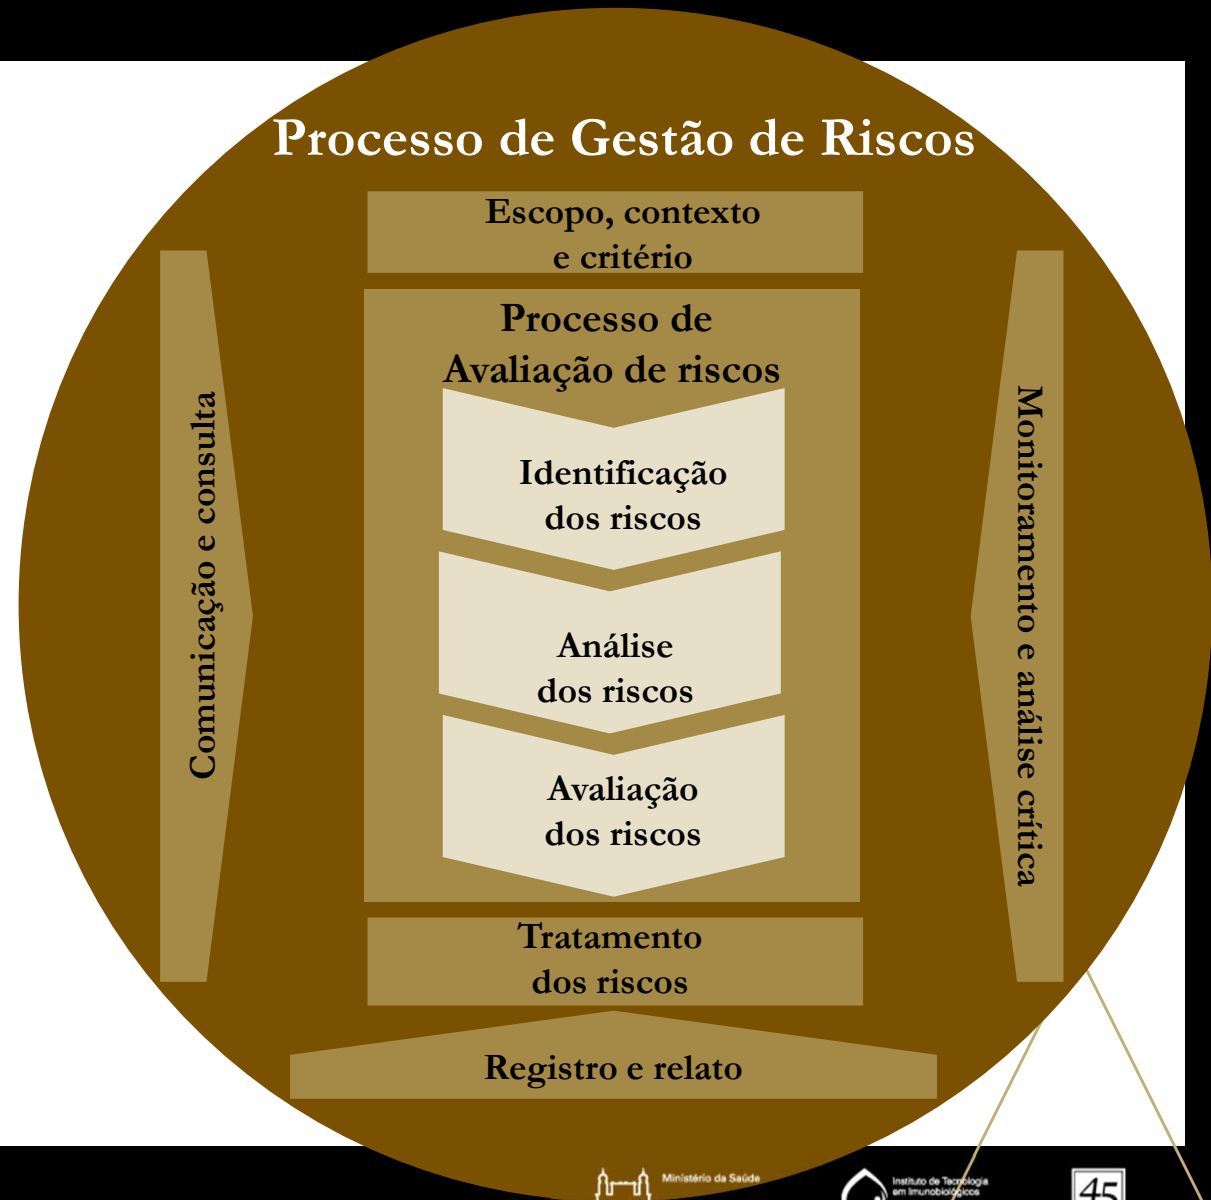 Processo de Gestão de Riscos
Escopo, contexto
e critério
Processo de
Avaliação de riscos
Identificação
dos riscos
Análise
dos riscos
Avaliação
dos riscos
Tratamento
dos riscos
Registro e relato
Comunicação e consulta
Monitoramento e análise crítica
Ministério da Saúde
Instituto de Tecnologia
em Imunobiológicos
45